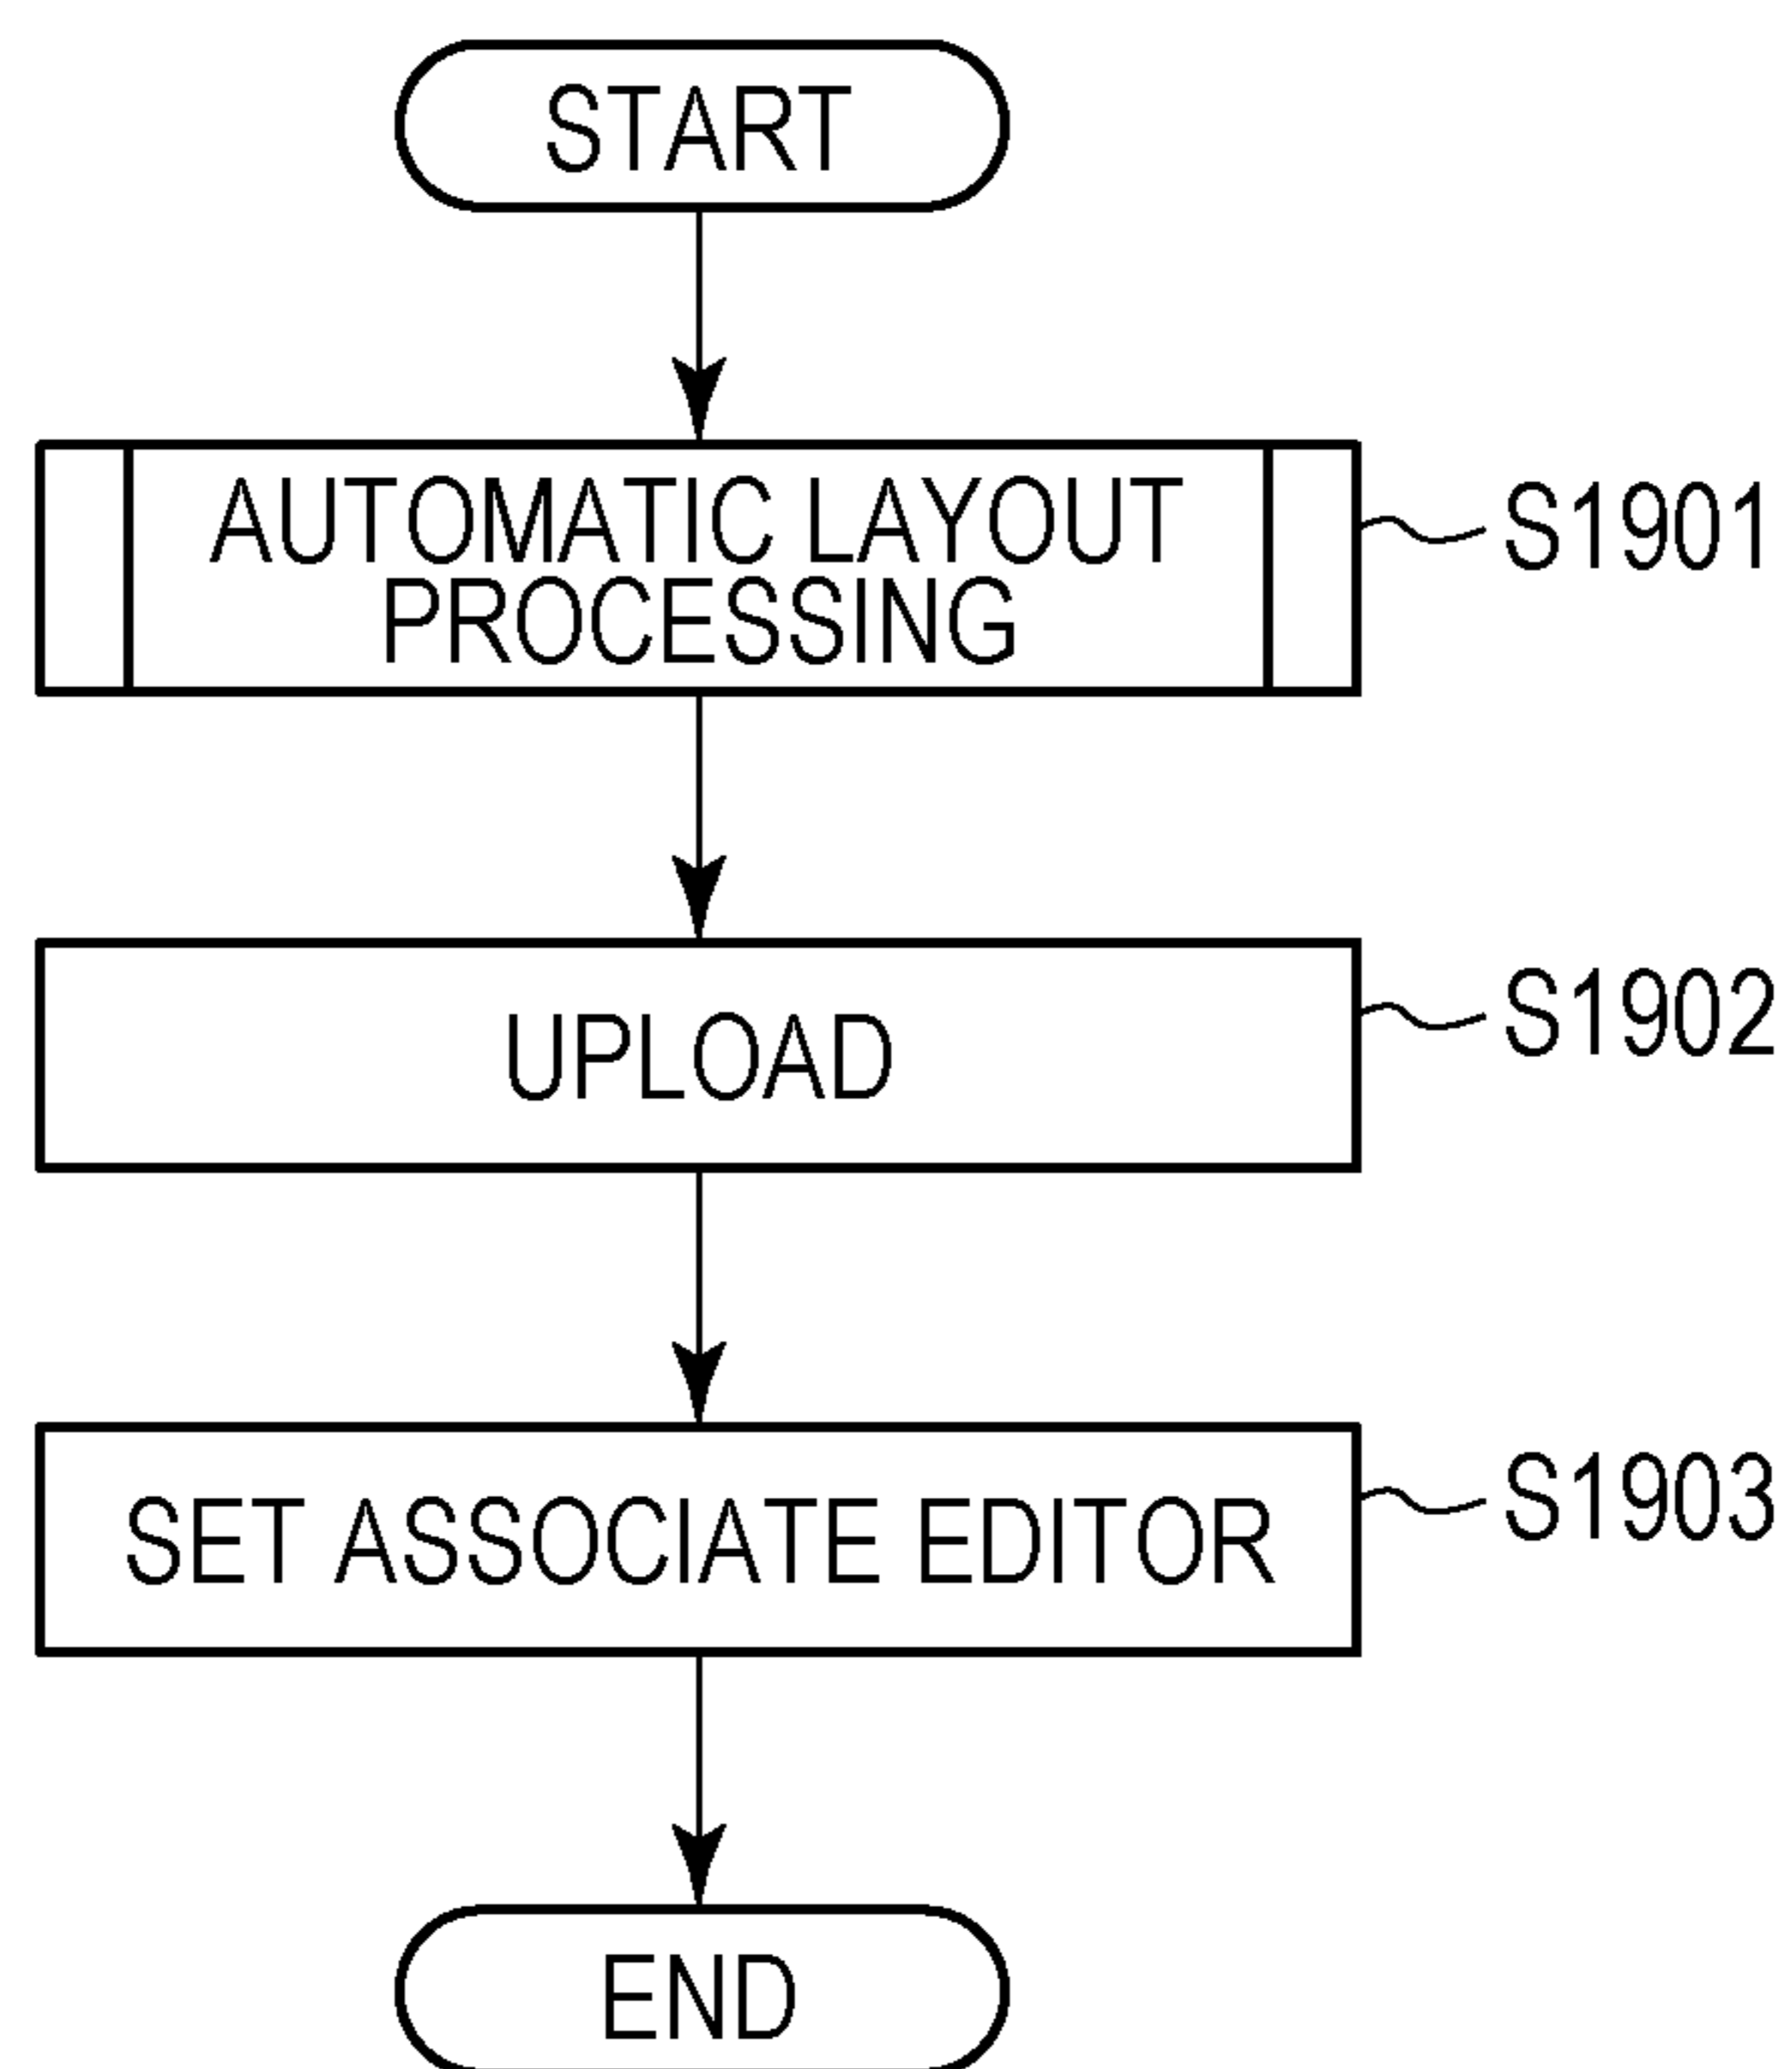 START
AUTOMATIC LAYOUT
PROCESSING
S1901
UPLOAD
S1902
SET ASSOCIATE EDITOR
S1903
END